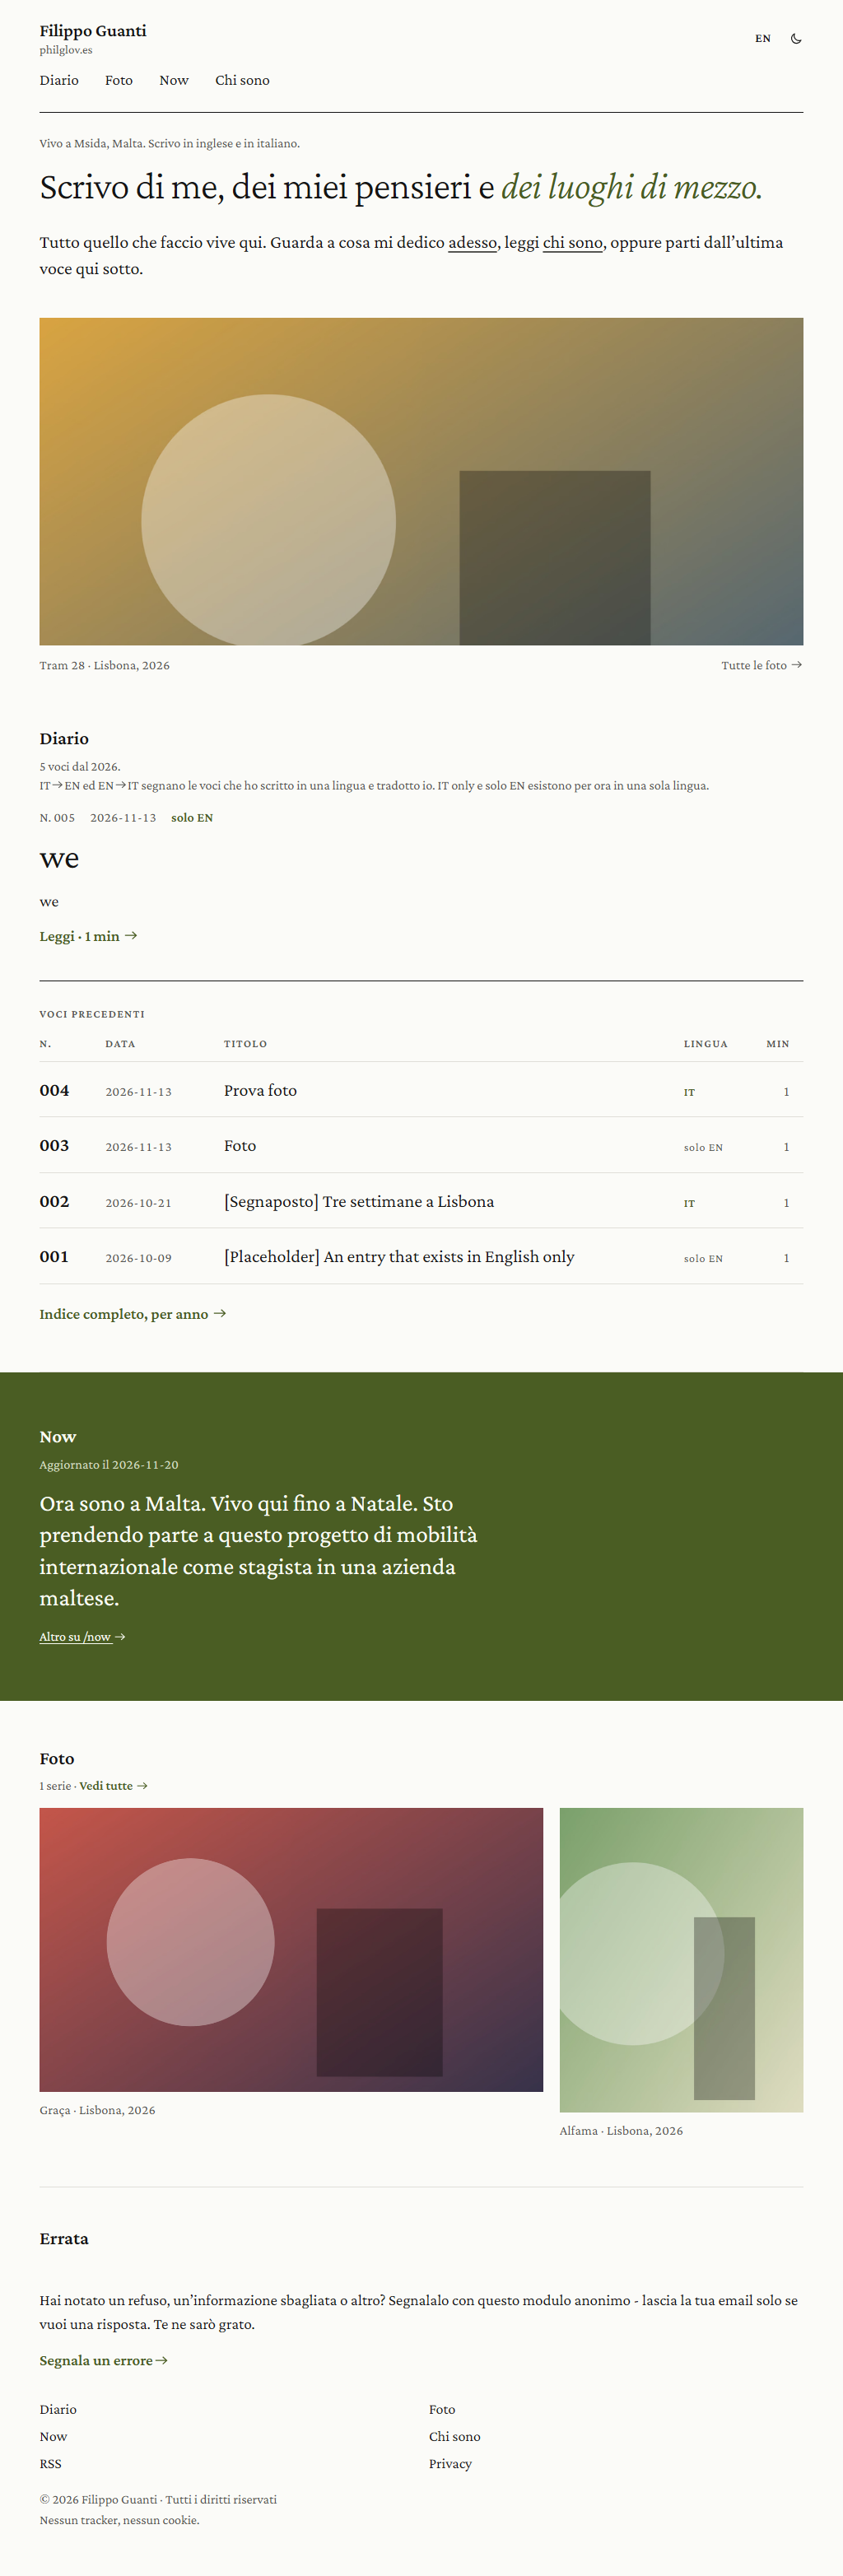 Filippo Guanti
philglov.es
EN
Diario Foto Now Chi sono
Vivo a Msida, Malta. Scrivo in inglese e in italiano.
Scrivo di me, dei miei pensieri e dei luoghi di mezzo.
Tutto quello che faccio vive qui. Guarda a cosa mi dedico adesso, leggi chi sono, oppure parti dall’ultima
voce qui sotto.
Tram 28 · Lisbona, 2026 Tutte le foto →
Diario
5 voci dal 2026.
IT→EN ed EN→IT segnano le voci che ho scritto in una lingua e tradotto io. IT only e solo EN esistono per ora in una sola lingua.
N. 005 2026-11-13 solo EN
we
we
Leggi · 1 min →
VOCI PRECEDENTI
N. DATA TITOLO LINGUA MIN
004 2026-11-13 Prova foto IT 1
003 2026-11-13 Foto solo EN 1
002 2026-10-21 [Segnaposto] Tre settimane a Lisbona IT 1
001 2026-10-09 [Placeholder] An entry that exists in English only solo EN 1
Indice completo, per anno →
Now
Aggiornato il 2026-11-20
Ora sono a Malta. Vivo qui fino a Natale. Sto
prendendo parte a questo progetto di mobilità
internazionale come stagista in una azienda
maltese.
Altro su /now →
Foto
1 serie · Vedi tutte →
Graça · Lisbona, 2026
Alfama · Lisbona, 2026
Errata
Hai notato un refuso, un’informazione sbagliata o altro? Segnalalo con questo modulo anonimo - lascia la tua email solo se
vuoi una risposta. Te ne sarò grato.
Segnala un errore →
Diario Foto
Now Chi sono
RSS Privacy
© 2026 Filippo Guanti · Tutti i diritti riservati
Nessun tracker, nessun cookie.